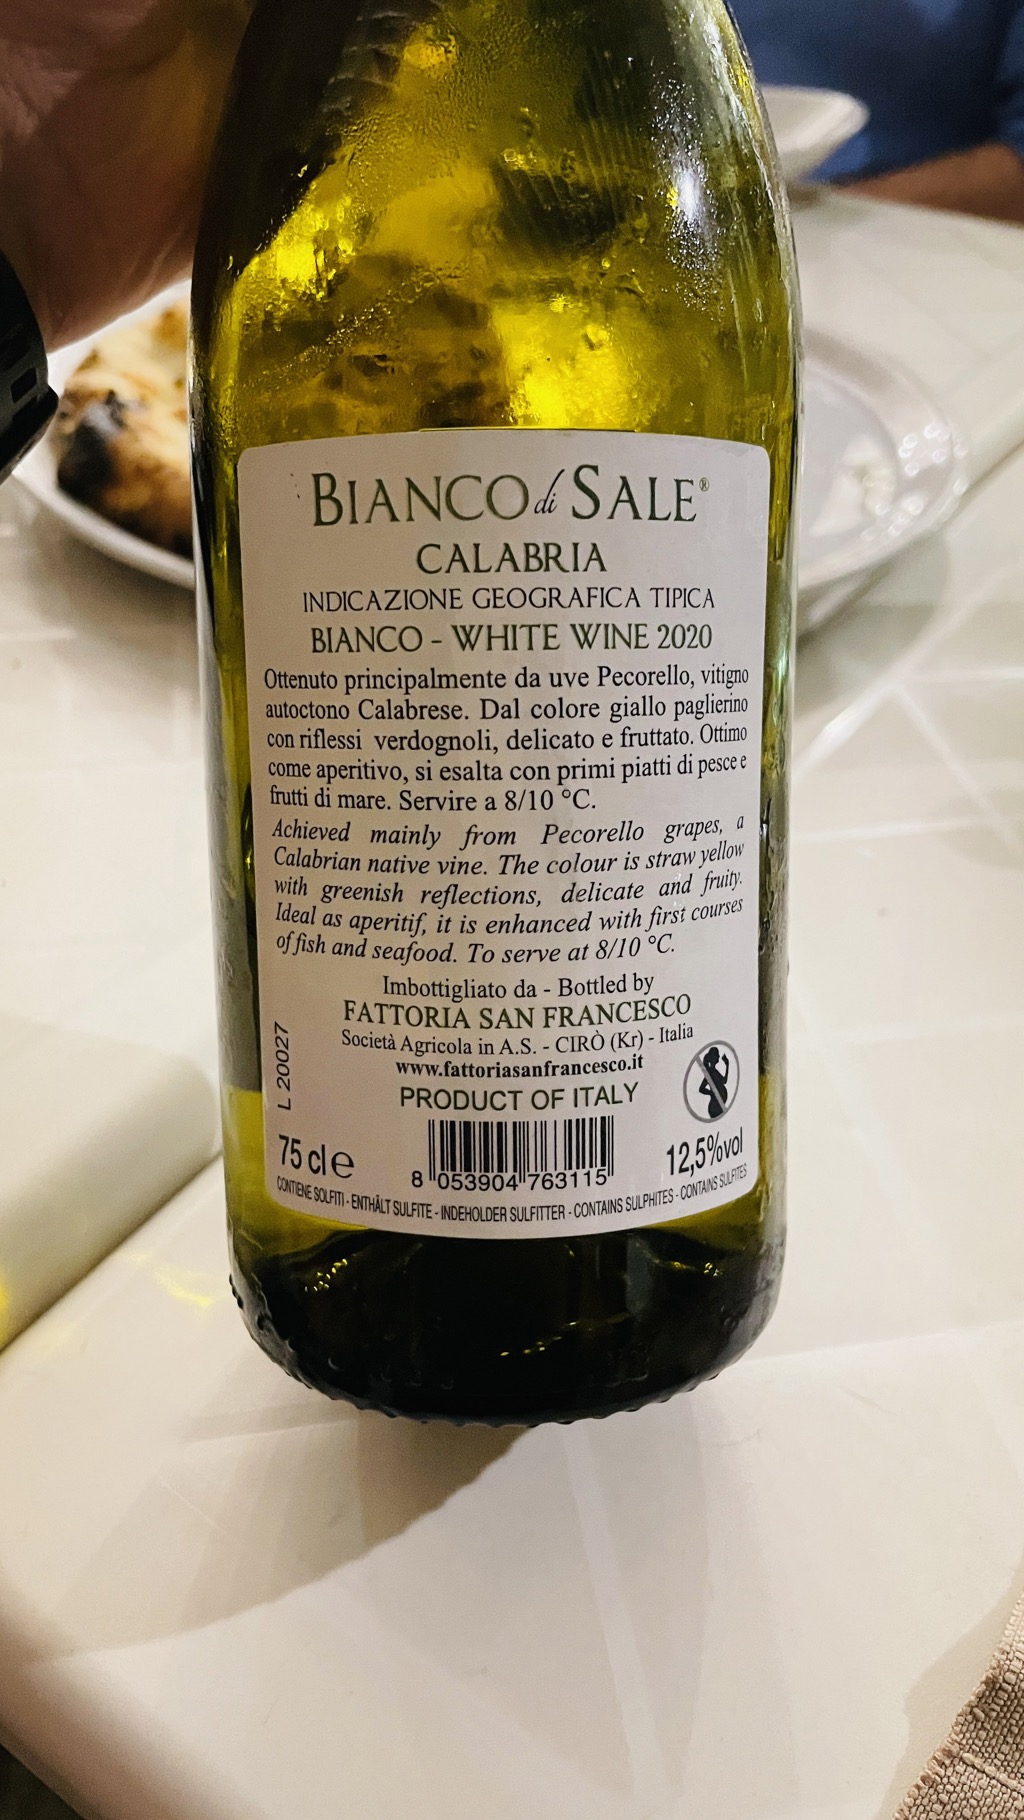 BIANCO di SALE®
CALABRIA
INDICAZIONE GEOGRAFICA TIPICA
BIANCO - WHITE WINE 2020
Ottenuto principalmente da uve Pecorello, vitigno
autoctono Calabrese. Dal colore giallo paglierino
con riflessi verdognoli, delicato e fruttato. Ottimo
come aperitivo, si esalta con primi piatti di pesce e
frutti di mare. Servire a 8/10 °C.
Achieved mainly from Pecorello grapes, a
Calabrian native vine. The colour is straw yellow
with greenish reflections, delicate and fruity.
Ideal as aperitif, it is enhanced with first courses
of fish and seafood. To serve at 8/10 °C.
Imbottigliato da - Bottled by
FATTORIA SAN FRANCESCO
Società Agricola in A.S. - CIRÒ (Kr) - Italia
www.fattoriasanfrancesco.it
PRODUCT OF ITALY
L 20027
75 cl e
8 053904 763115
12,5%vol
CONTIENE SOLFITI - ENTHÄLT SULFITE - INDEHOLDER SULFITTER - CONTAINS SULPHITES - CONTAINS SULFITES